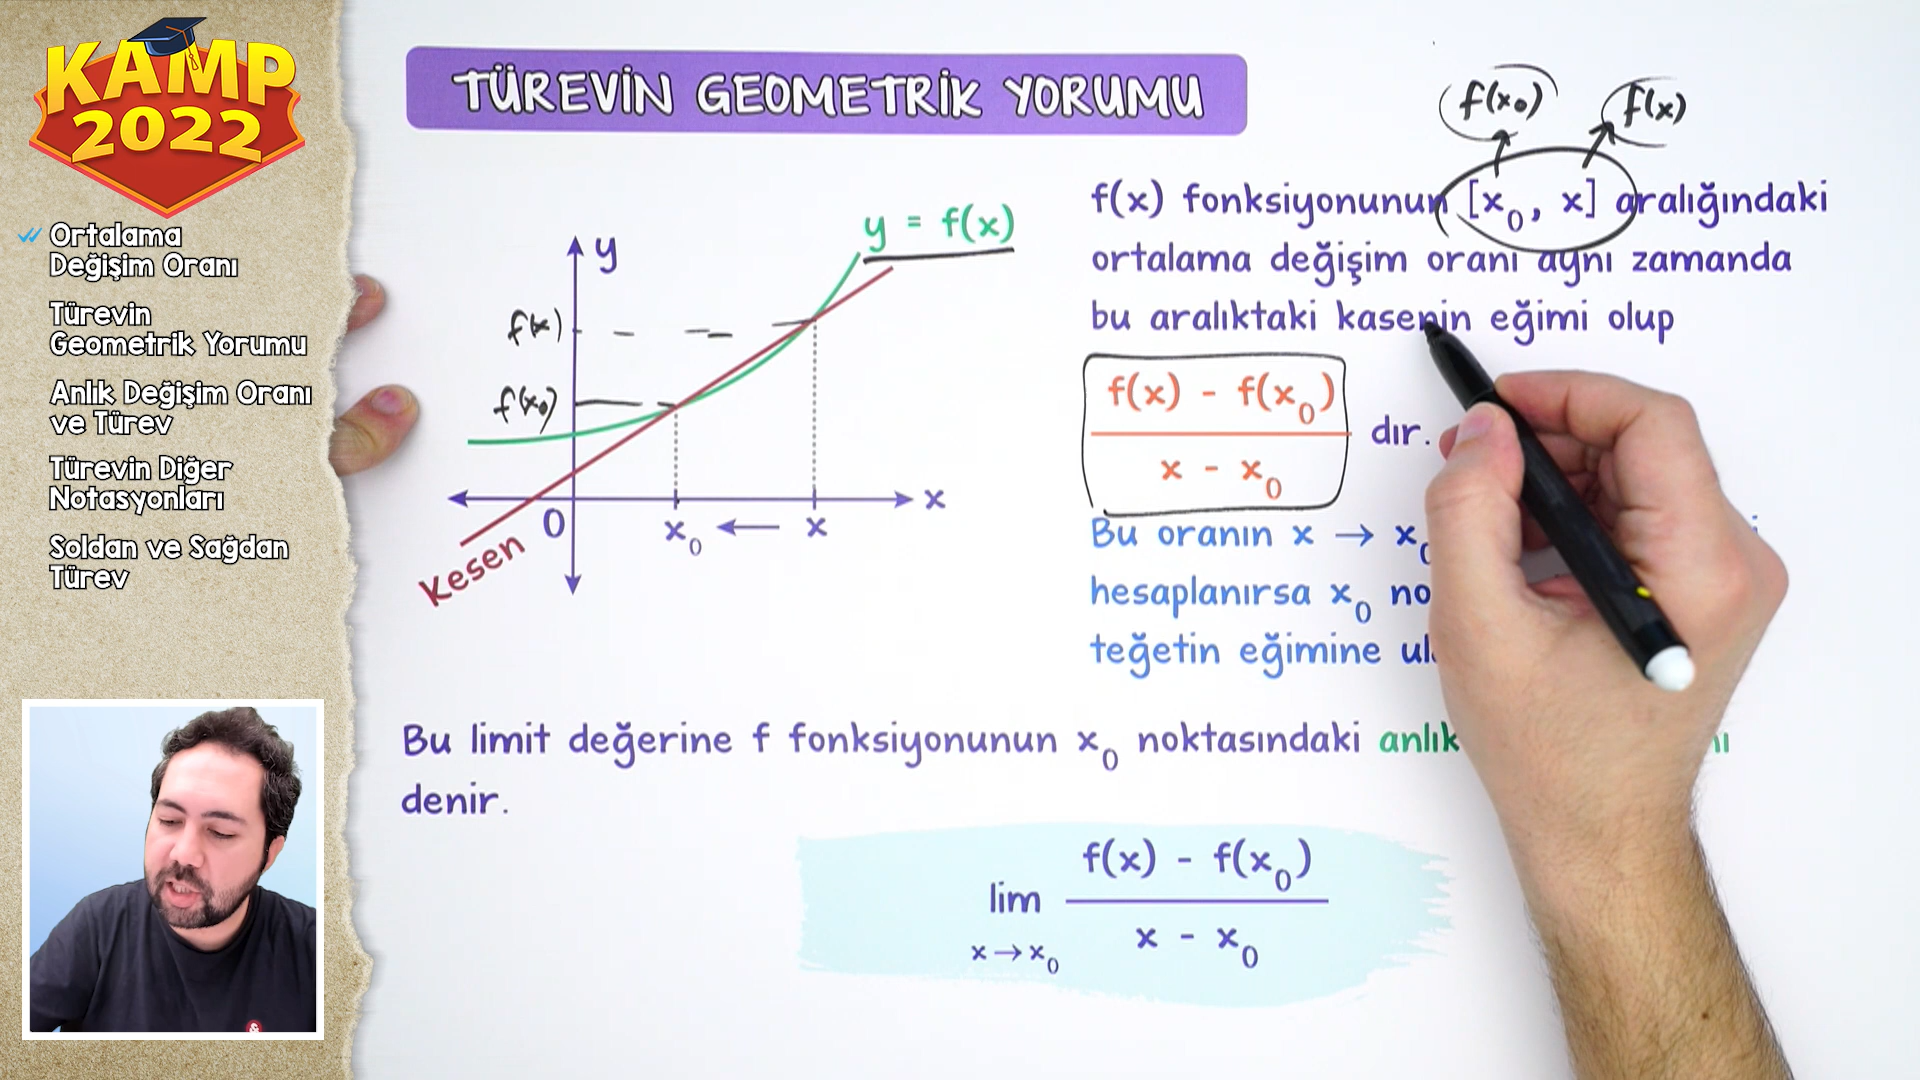 KAMP
2022
Ortalama
Değişim Oranı
Türevin
Geometrik Yorumu
Anlık Değişim Oranı
ve Türev
Türevin Diğer
Notasyonları
Soldan ve Sağdan
Türev
TÜREVİN GEOMETRİK YORUMU
f(x₀) f(x)
y = f(x)
y
f(x)
f(x₀)
0
x₀ ← x
x
Kesen
f(x) fonksiyonunun [x₀, x] aralığındaki
ortalama değişim oranı aynı zamanda
bu aralıktaki kasenin eğimi olup
f(x) - f(x₀)
x - x₀
dır.
Bu oranın x → x₀
hesaplanırsa x₀
teğetin eğimine
Bu limit değerine f fonksiyonunun x₀ noktasındaki anlık
denir.
f(x) - f(x₀)
lim
x - x₀
x→x₀